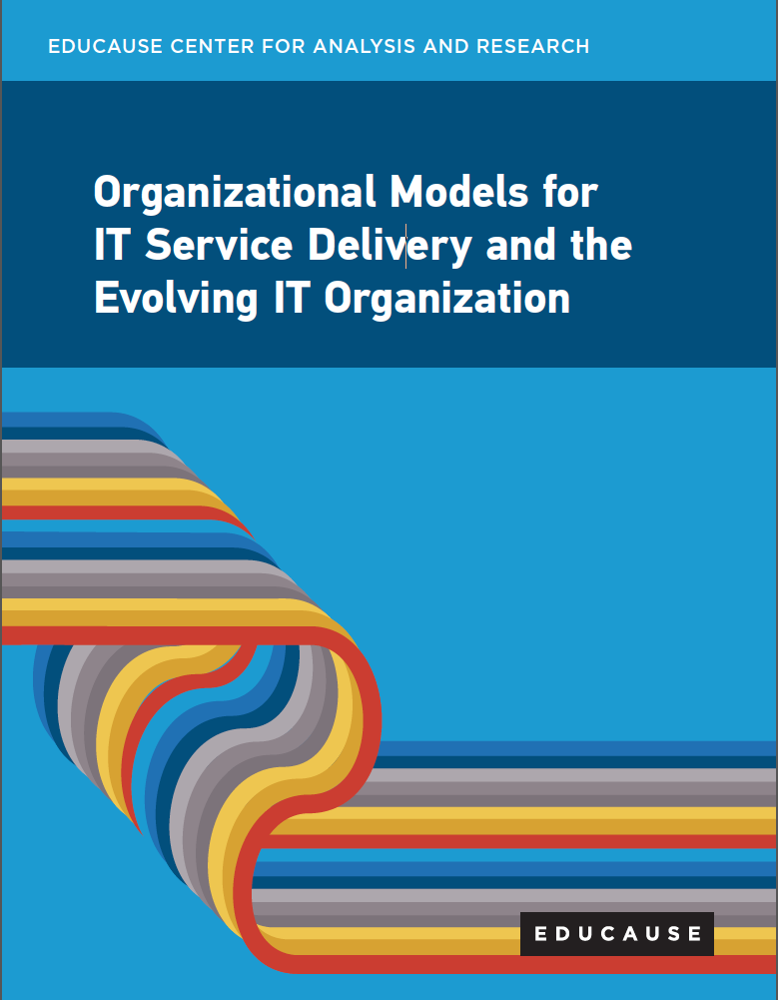 EDUCAUSE CENTER FOR ANALYSIS AND RESEARCH
Organizational Models for
IT Service Delivery and the
Evolving IT Organization
EDUCAUSE